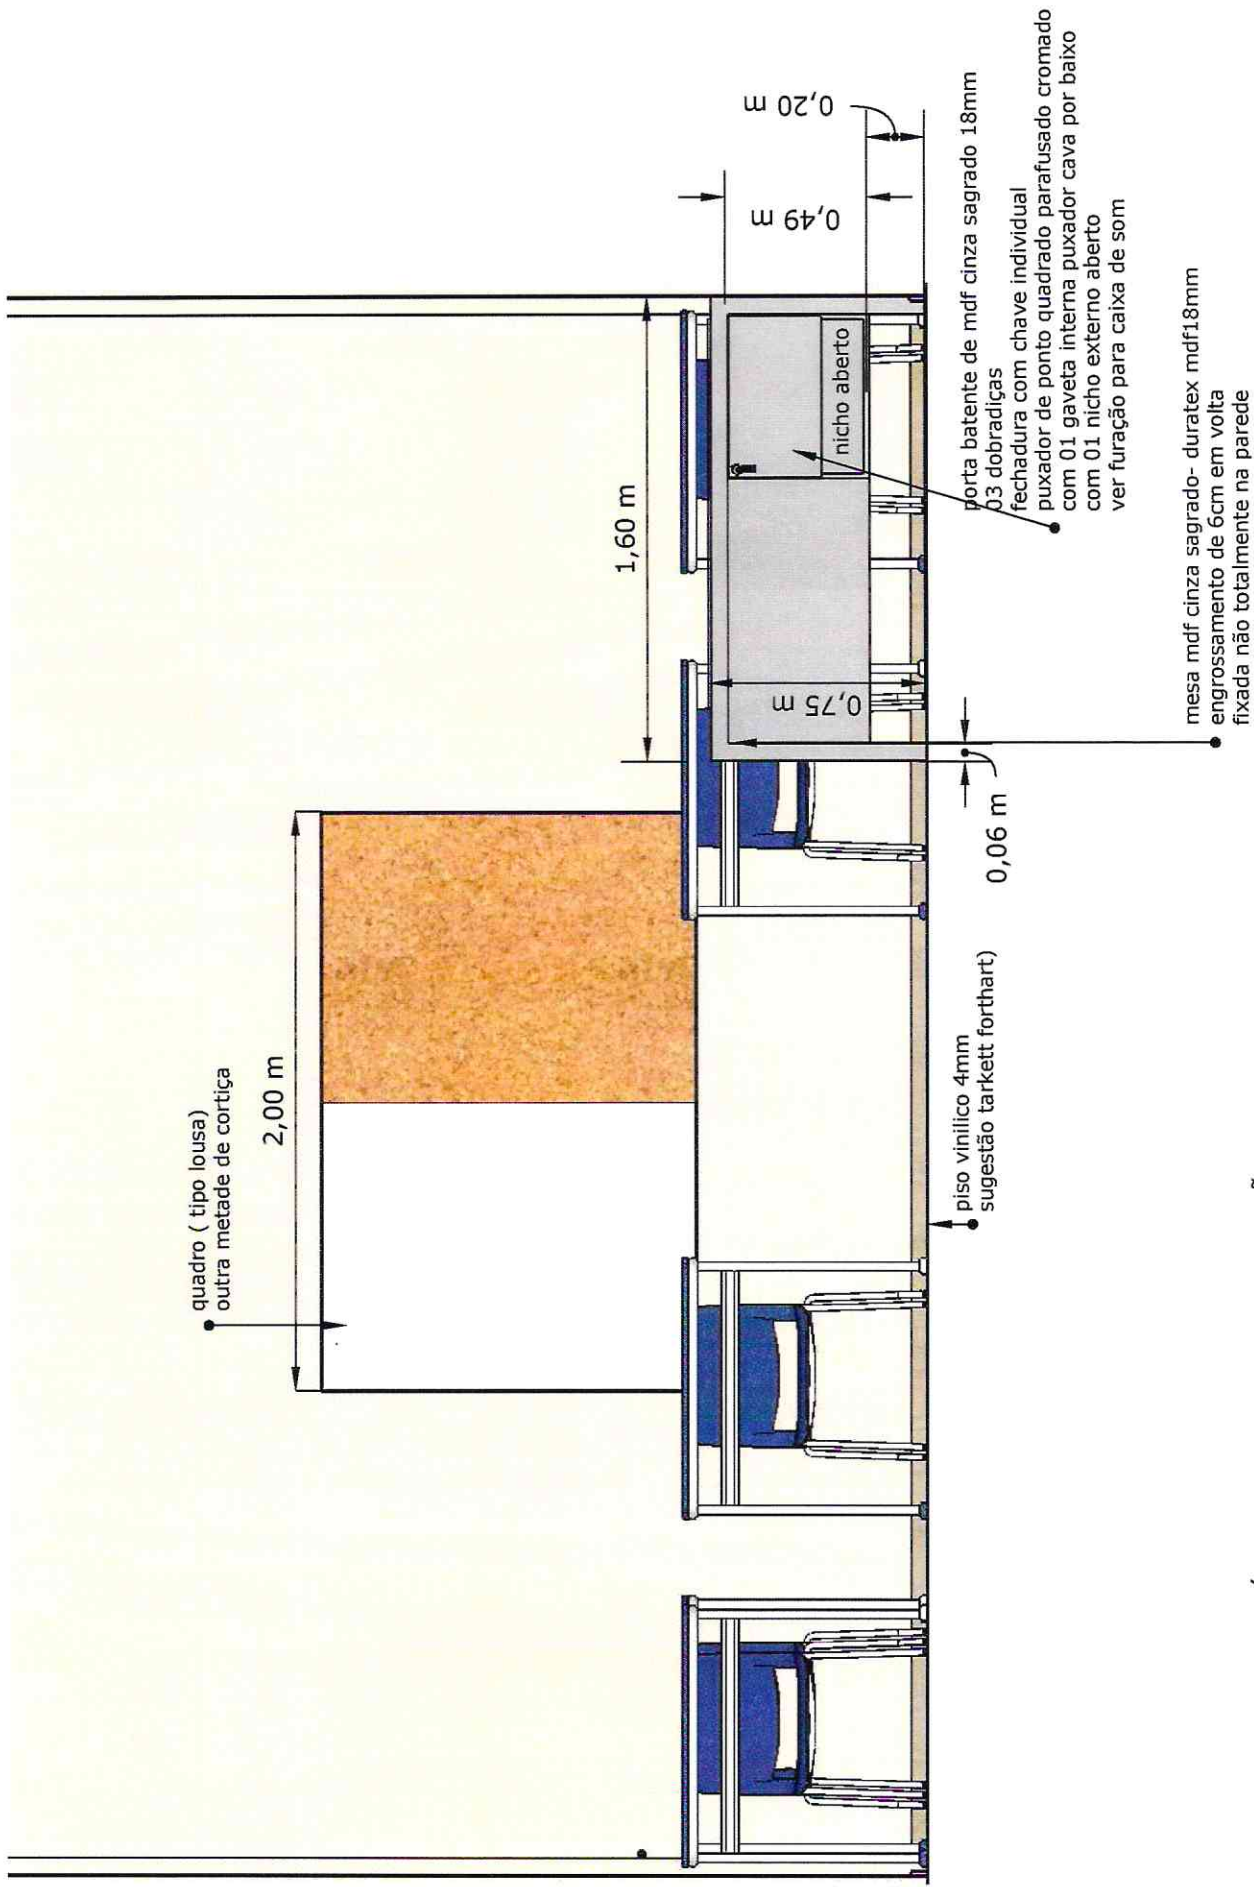 quadro ( tipo lousa)
outra metade de cortiça
2,00 m
1,60 m
0,75 m
0,49 m
0,20 m
0,06 m
nicho aberto
piso vinilico 4mm
sugestão tarkett forthart)
porta batente de mdf cinza sagrado 18mm
03 dobradiças
fechadura com chave individual
puxador de ponto quadrado parafusado cromado
com 01 gaveta interna puxador cava por baixo
com 01 nicho externo aberto
ver furação para caixa de som
mesa mdf cinza sagrado- duratex mdf18mm
engrossamento de 6cm em volta
fixada não totalmente na parede